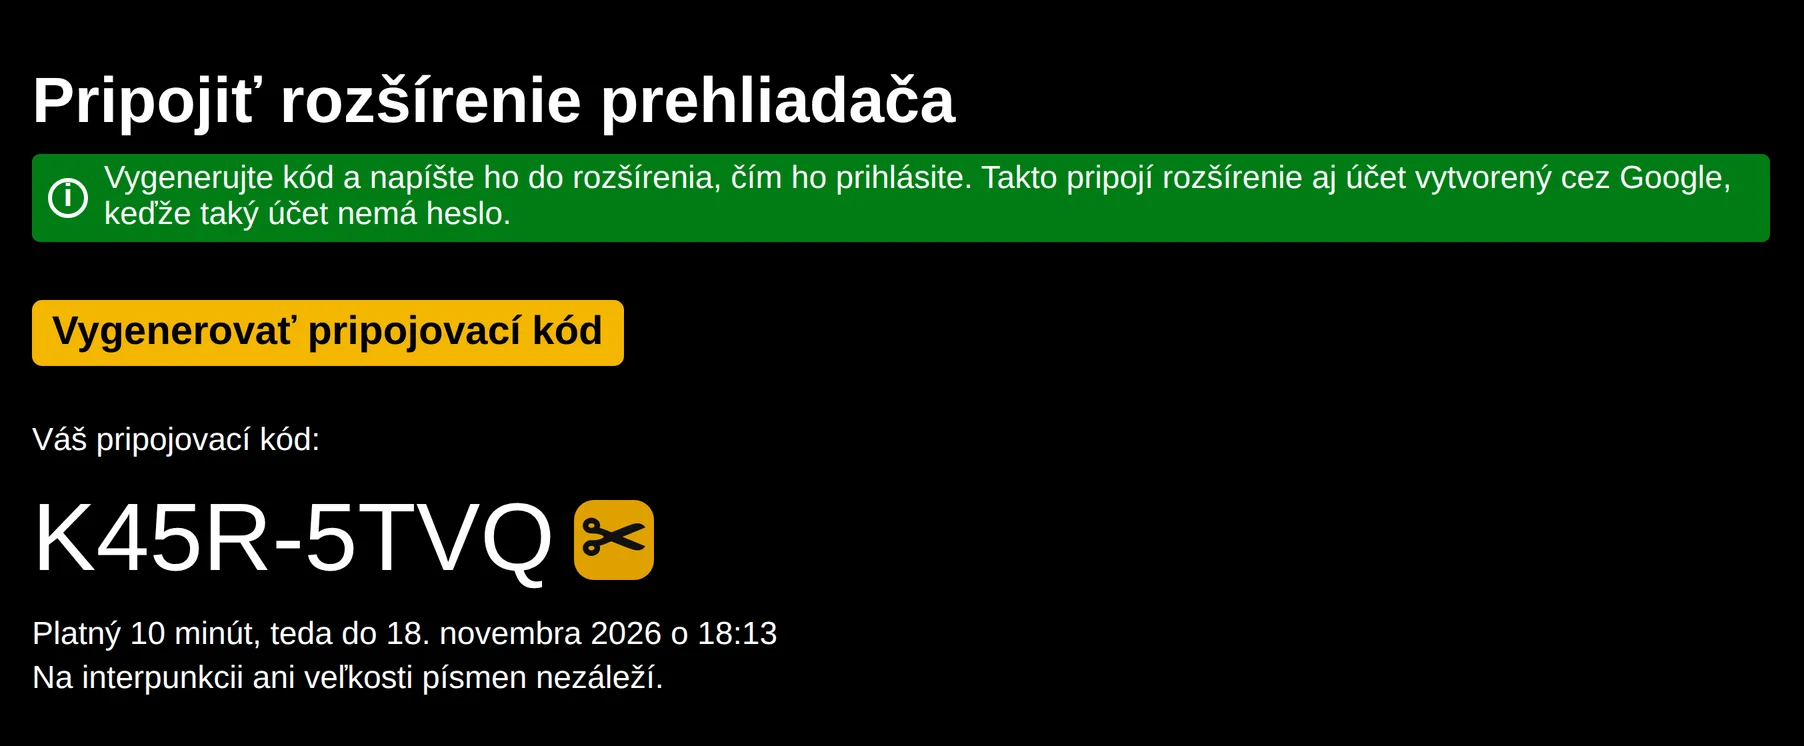 Pripojiť rozšírenie prehliadača
Vygenerujte kód a napíšte ho do rozšírenia, čím ho prihlásite. Takto pripojí rozšírenie aj účet vytvorený cez Google,
keďže taký účet nemá heslo.
Vygenerovať pripojovací kód
Váš pripojovací kód:
K45R-5TVQ
Platný 10 minút, teda do 18. novembra 2026 o 18:13
Na interpunkcii ani veľkosti písmen nezáleží.